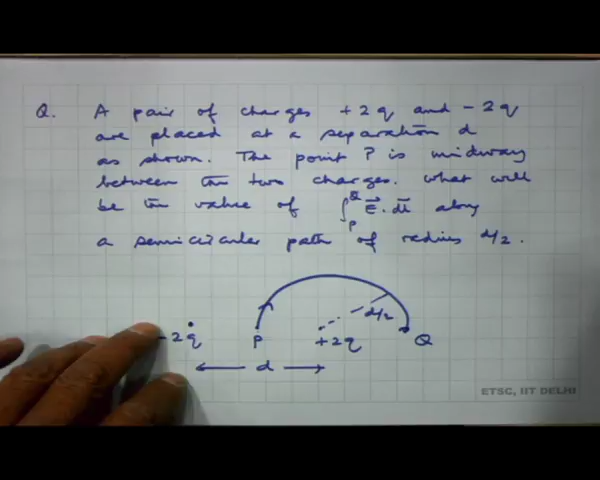 Q. A pair of charges +2q and -2q
are placed at a separation d
as shown. The point P is midway
between the two charges. What will
be the value of ∫_P^Q E⃗ . dl⃗ along
a semicircular path of radius d/2.
d/2
-2q P +2q Q
d
ETSC, IIT DELHI